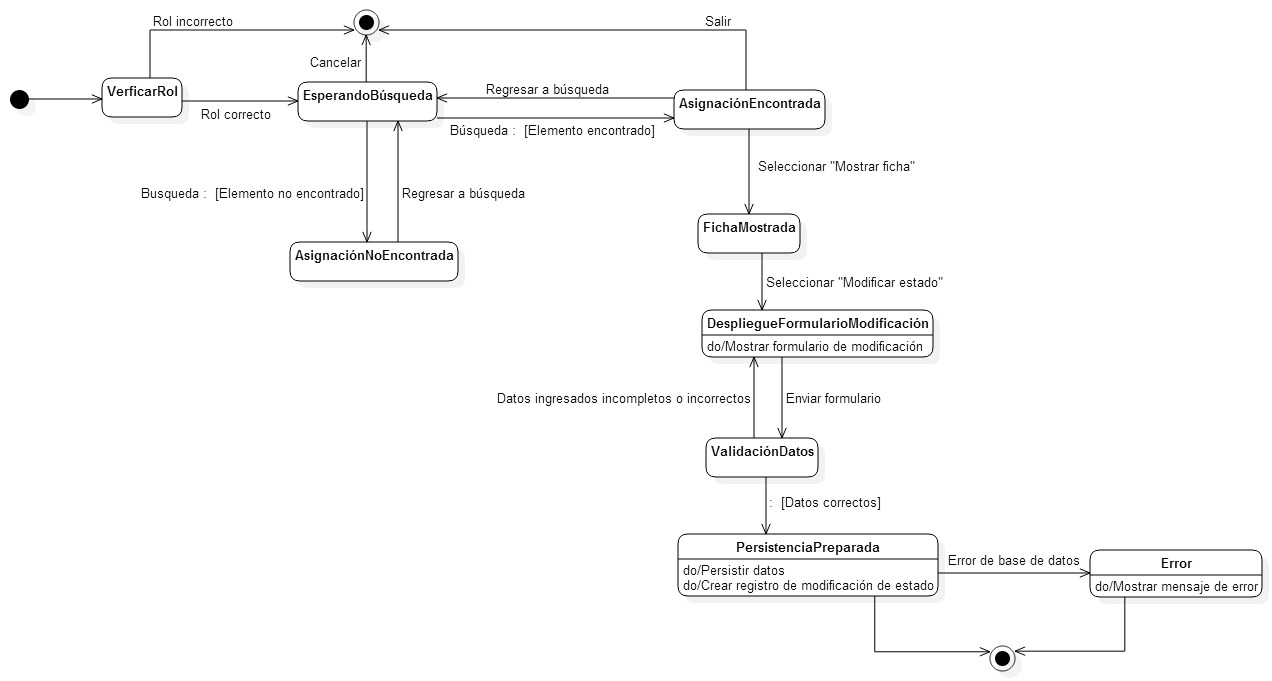 Rol incorrecto
Salir
Cancelar
VerficarRol
EsperandoBúsqueda
Regresar a búsqueda
AsignaciónEncontrada
Rol correcto
Búsqueda : [Elemento encontrado]
Seleccionar "Mostrar ficha"
Busqueda : [Elemento no encontrado]
Regresar a búsqueda
FichaMostrada
AsignaciónNoEncontrada
Seleccionar "Modificar estado"
DespliegueFormularioModificación
do/Mostrar formulario de modificación
Datos ingresados incompletos o incorrectos
Enviar formulario
ValidaciónDatos
: [Datos correctos]
PersistenciaPreparada
do/Persistir datos
do/Crear registro de modificación de estado
Error de base de datos
Error
do/Mostrar mensaje de error